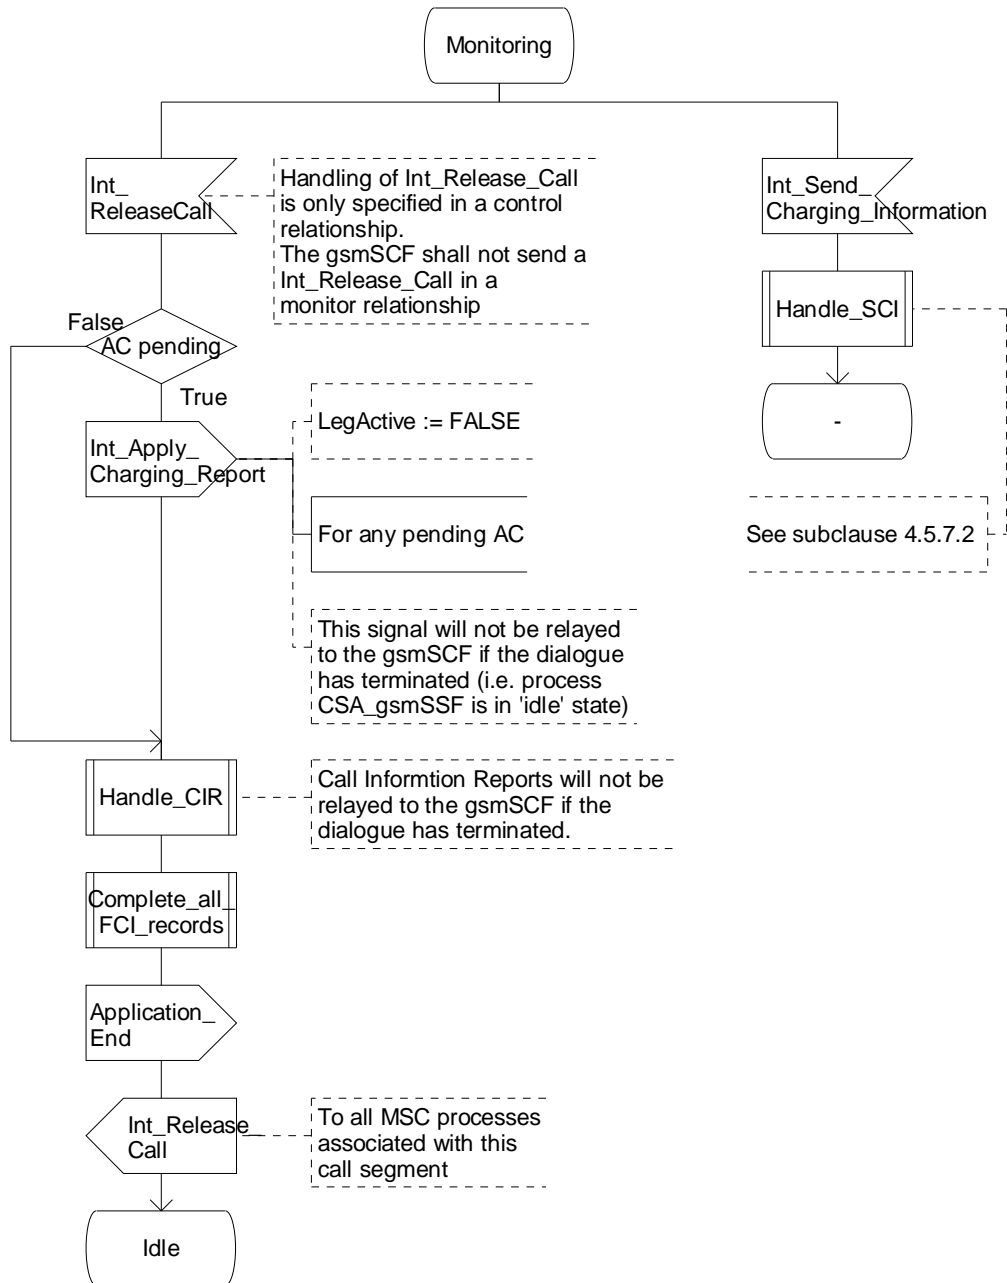 Monitoring
Int_
ReleaseCall
Handling of Int_Release_Call
is only specified in a control
relationship.
The gsmSCF shall not send a
Int_Release_Call in a
monitor relationship
Int_Send_
Charging_Information
Handle_SCI
-
See subclause 4.5.7.2
False
AC pending
True
Int_Apply_
Charging_Report
LegActive := FALSE
For any pending AC
This signal will not be relayed
to the gsmSCF if the dialogue
has terminated (i.e. process
CSA_gsmSSF is in 'idle' state)
Handle_CIR
Call Informtion Reports will not be
relayed to the gsmSCF if the
dialogue has terminated.
Complete_all_
FCI_records
Application_
End
Int_Release_
Call
To all MSC processes
associated with this
call segment
Idle